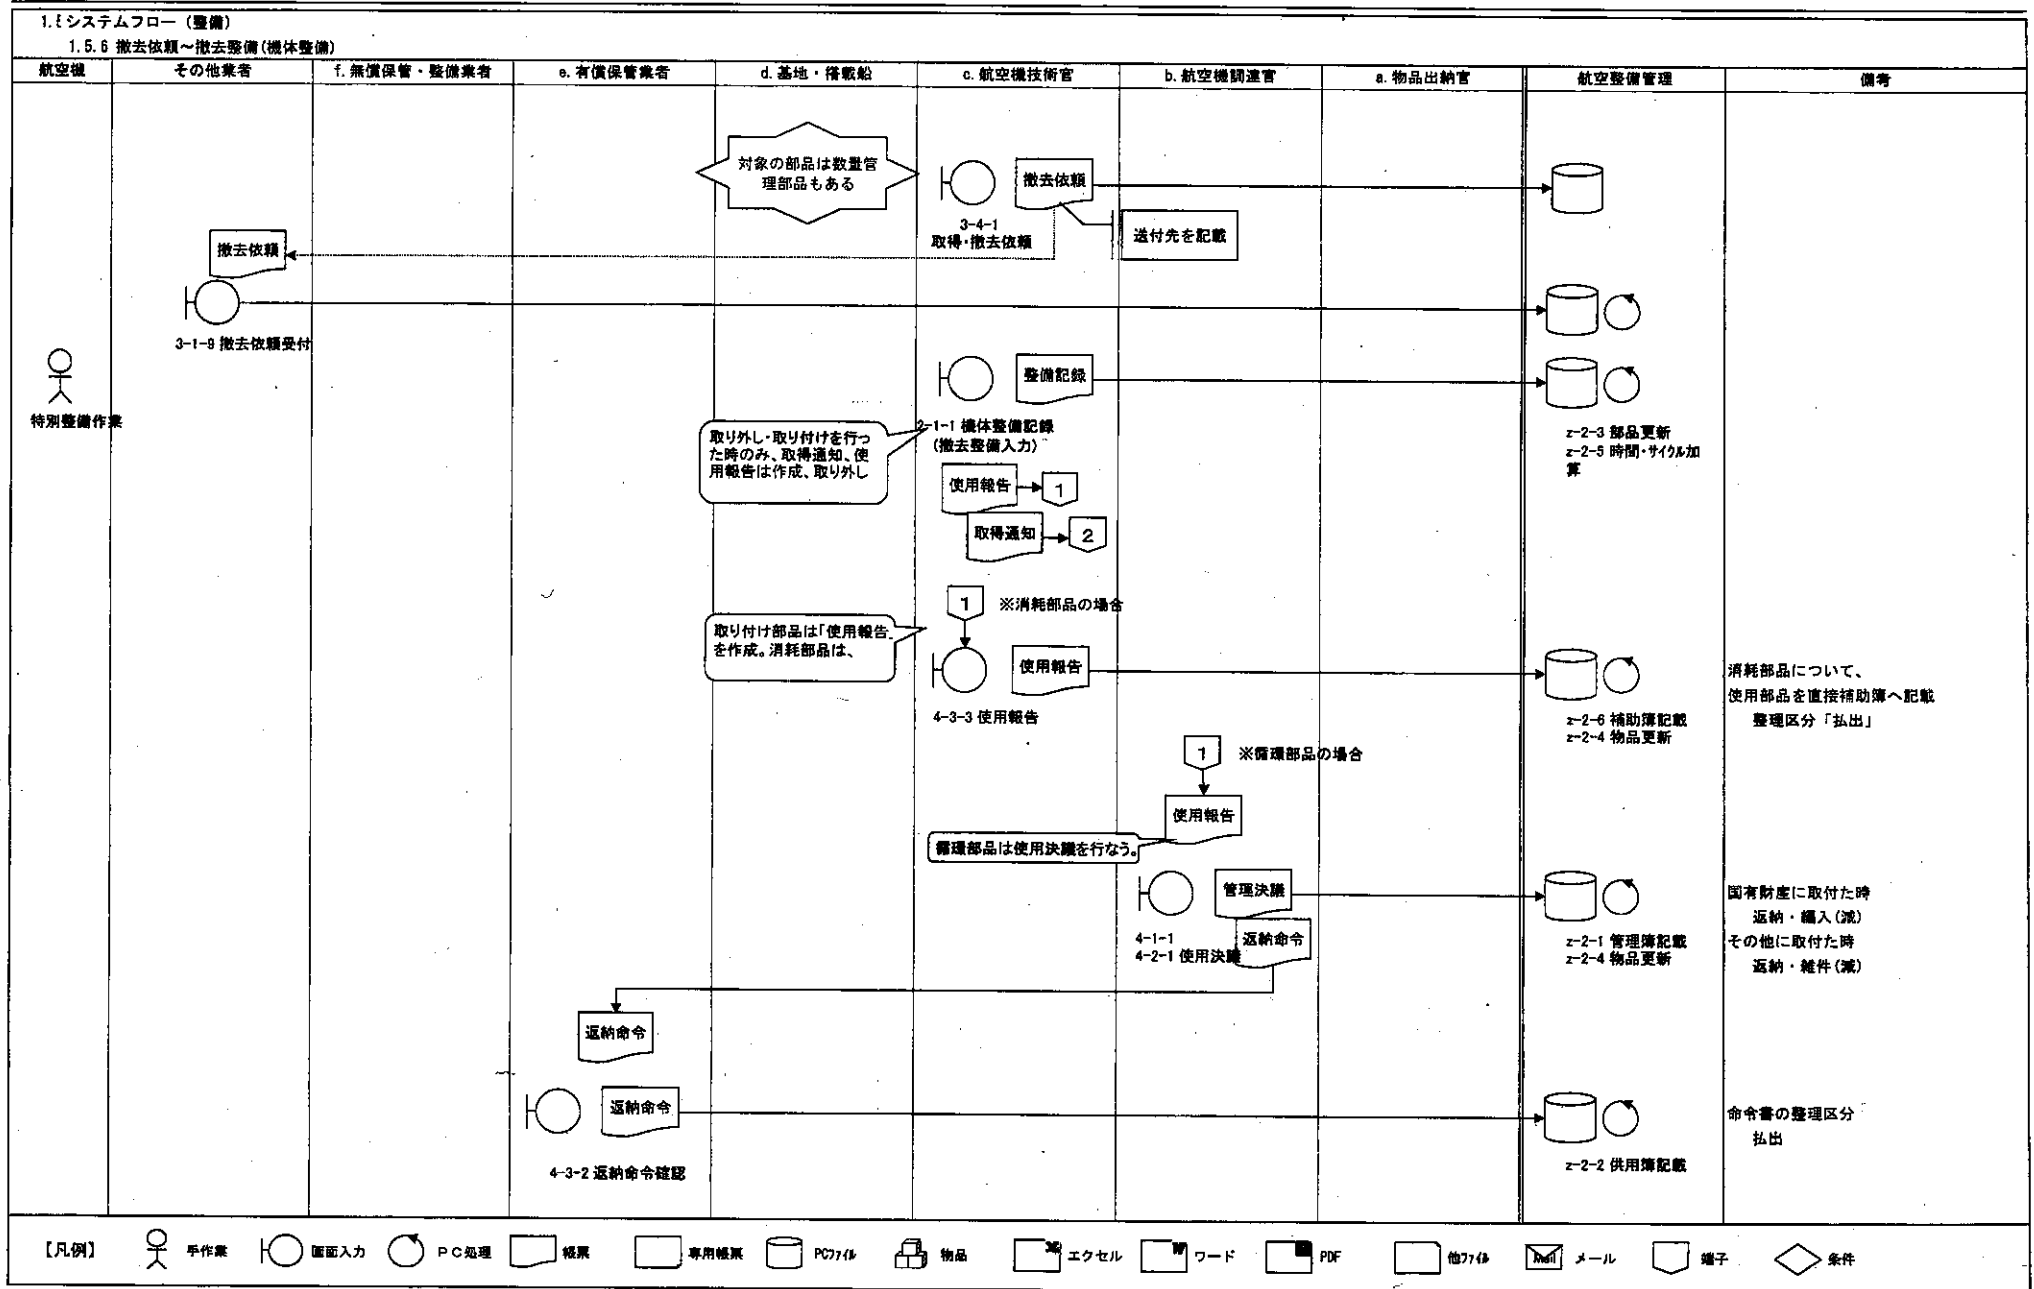 1.5システムフロー（整備）
1.5.6 撤去依頼～撤去整備(機体整備)
航空機
その他業者
f.無償保管・整備業者
e.有償保管業者
d.基地・搭載船
c.航空機技術官
b.航空機調達官
a.物品出納官
航空整備管理
備考
対象の部品は数量管
理部品もある
撤去依頼
3-4-1
取得・撤去依頼
送付先を記載
撤去依頼
3-1-9 撤去依頼受付
特別整備作業
整備記録
2-1-1 機体整備記録
(撤去整備入力)
z-2-3 部品更新
z-2-5 時間・サイクル加
算
取り外し・取り付けを行っ
た時のみ、取得通知、使
用報告は作成、取り外し
使用報告
1
取得通知
2
1
※消耗部品の場合
取り付け部品は「使用報告
を作成。消耗部品は、
使用報告
4-3-3 使用報告
z-2-6 補助簿記載
z-2-4 物品更新
消耗部品について、
使用部品を直接補助簿へ記載
整理区分「払出」
1
※循環部品の場合
使用報告
循環部品は使用決議を行なう。
管理決議
返納命令
4-1-1
4-2-1 使用決議
z-2-1 管理簿記載
z-2-4 物品更新
国有財産に取付た時
返納・編入(減)
その他に取付た時
返納・雑件(減)
返納命令
返納命令
4-3-2 返納命令確認
z-2-2 供用簿記載
命令書の整理区分
払出
【凡例】
手作業
画面入力
ＰＣ処理
帳票
専用帳票
PCﾌｧｲﾙ
物品
エクセル
W
ワード
PDF
他ﾌｧｲﾙ
Mail
メール
端子
条件